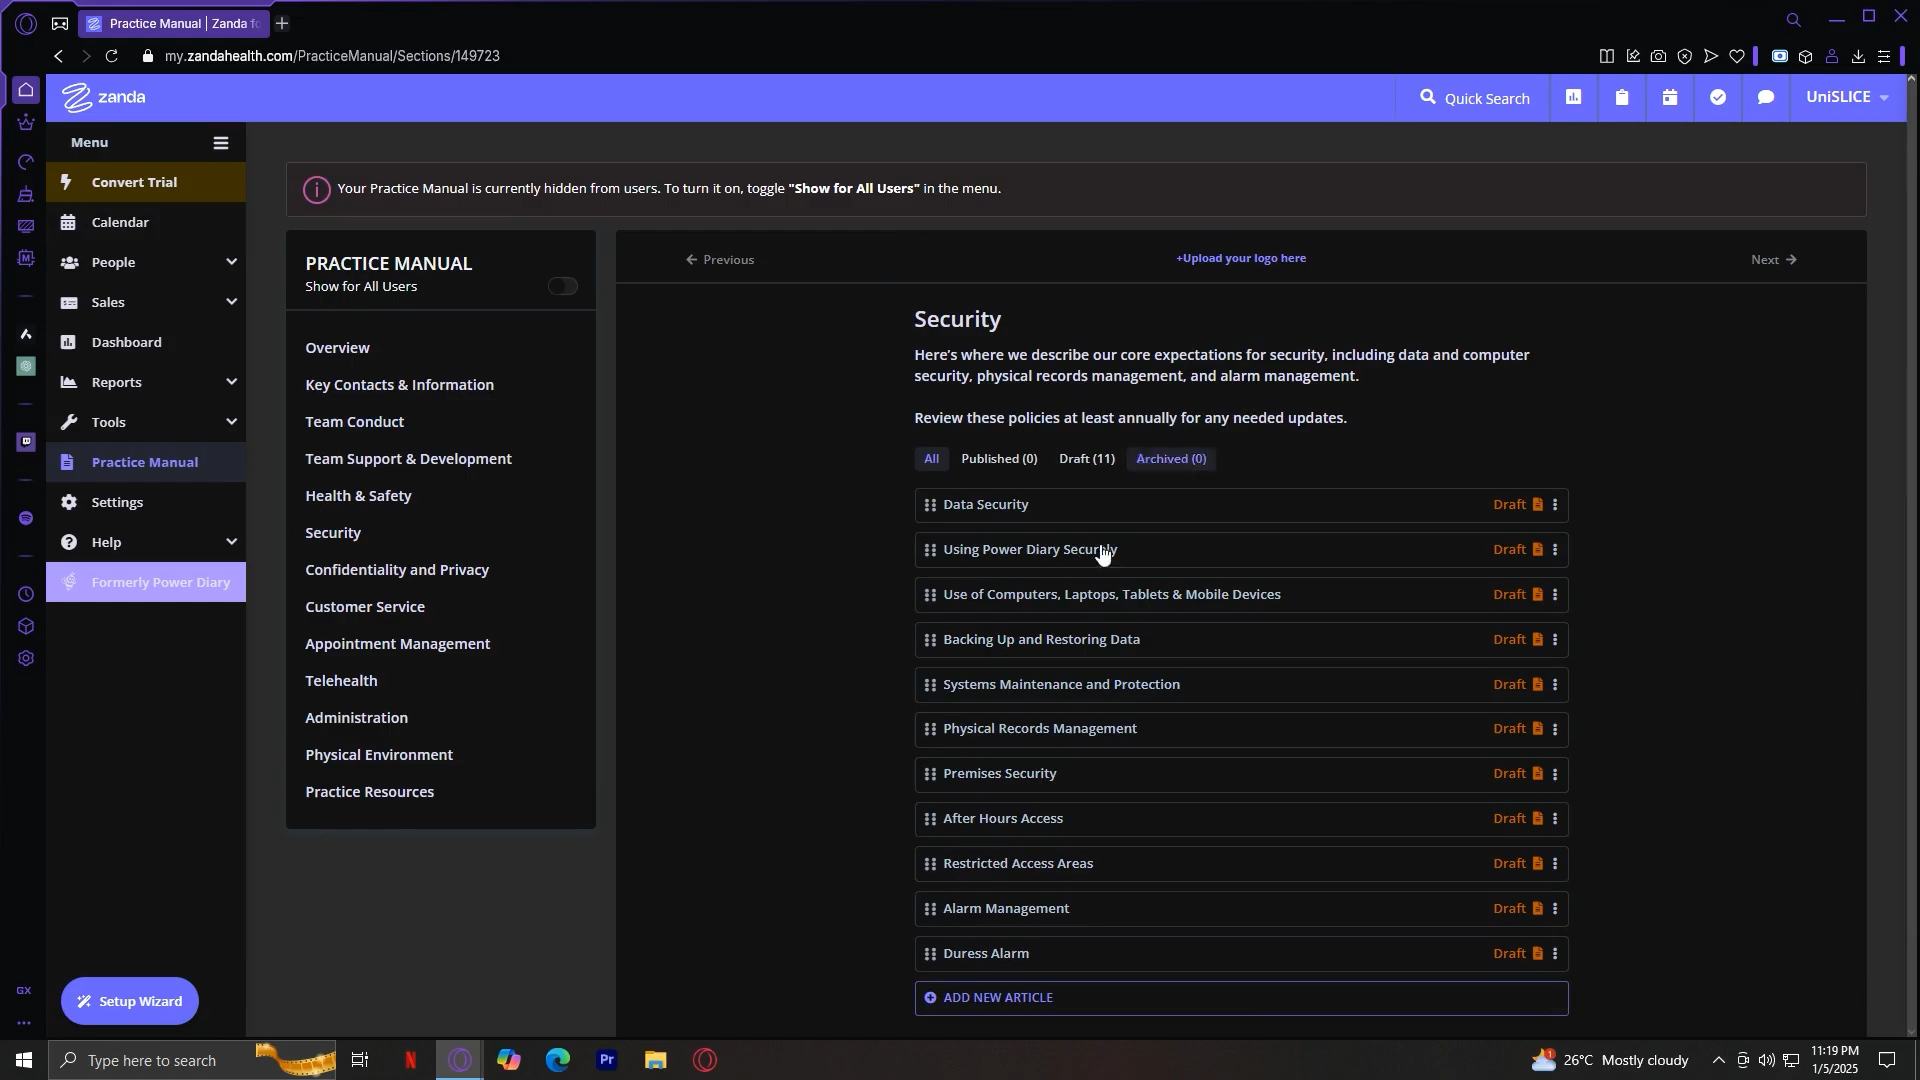 Practice Manual | Zanda fo
my.zandahealth.com/PracticeManual/Sections/149723
zanda
Quick Search
UniSLICE
Menu
Convert Trial
Calendar
People
Sales
Dashboard
Reports
Tools
Practice Manual
Settings
Help
Formerly Power Diary
Setup Wizard
GX
Your Practice Manual is currently hidden from users. To turn it on, toggle "Show for All Users" in the menu.
PRACTICE MANUAL
Show for All Users
Overview
Key Contacts & Information
Team Conduct
Team Support & Development
Health & Safety
Security
Confidentiality and Privacy
Customer Service
Appointment Management
Telehealth
Administration
Physical Environment
Practice Resources
Previous
+Upload your logo here
Next
Security
Here’s where we describe our core expectations for security, including data and computer
security, physical records management, and alarm management.
Review these policies at least annually for any needed updates.
All Published (0) Draft (11) Archived (0)
Data Security Draft
Using Power Diary Security Draft
Use of Computers, Laptops, Tablets & Mobile Devices Draft
Backing Up and Restoring Data Draft
Systems Maintenance and Protection Draft
Physical Records Management Draft
Premises Security Draft
After Hours Access Draft
Restricted Access Areas Draft
Alarm Management Draft
Duress Alarm Draft
ADD NEW ARTICLE
Type here to search
N
Pr
1
26°C Mostly cloudy
11:19 PM
1/5/2025